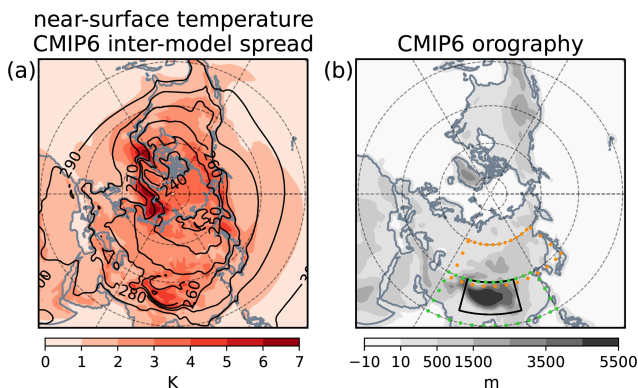 near-surface temperature
CMIP6 inter-model spread
CMIP6 orography
(a)
(b)
290
270
240
260
280
260
0 1 2 3 4 5 6 7
K
−10 10 500 1500 3500 5500
m